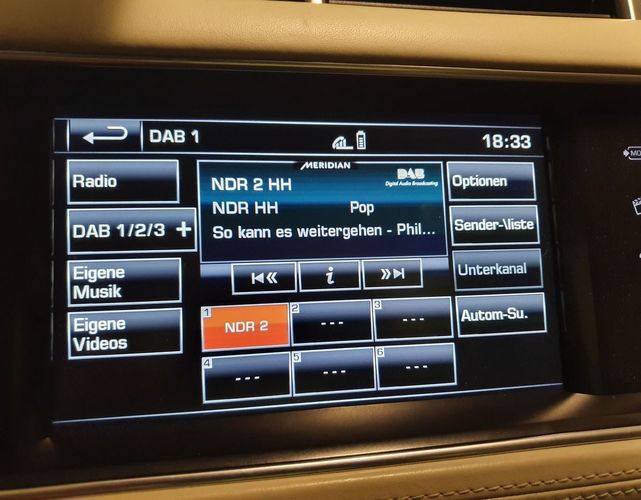 DAB 1
18:33
Radio
DAB 1/2/3 +
Eigene
Musik
Eigene
Videos
MERIDIAN
DAB
Digital Audio Broadcasting
NDR 2 HH
NDR HH Pop
So kann es weitergehen - Phil...
i
1
NDR 2
2
---
3
---
4
---
5
---
6
---
Optionen
Sender-\liste
Unterkanal
Autom-Su.